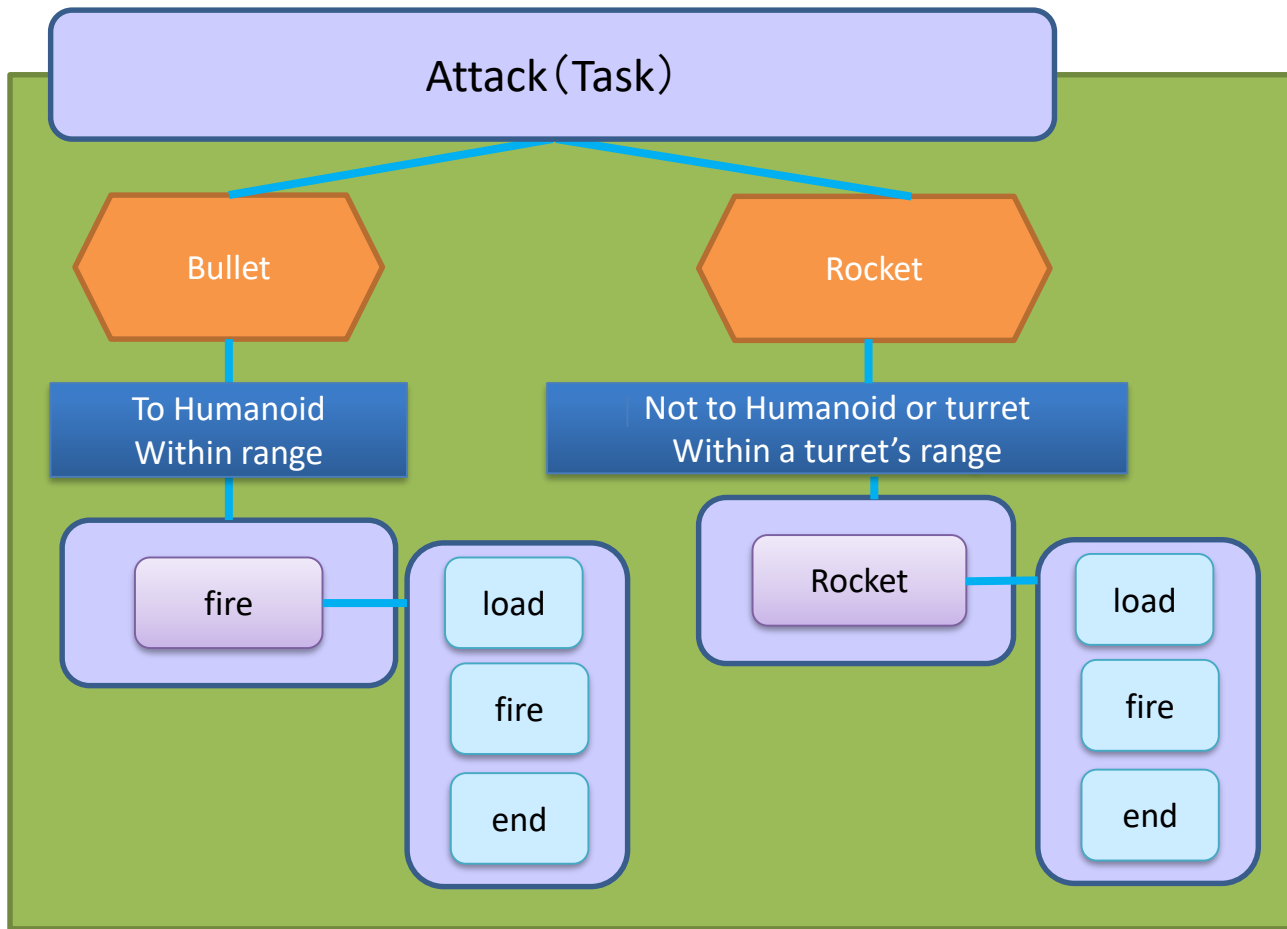 Attack（Task）
Bullet
Rocket
To Humanoid
Within range
Not to Humanoid or turret
Within a turret’s range
fire
load
fire
end
Rocket
load
fire
end